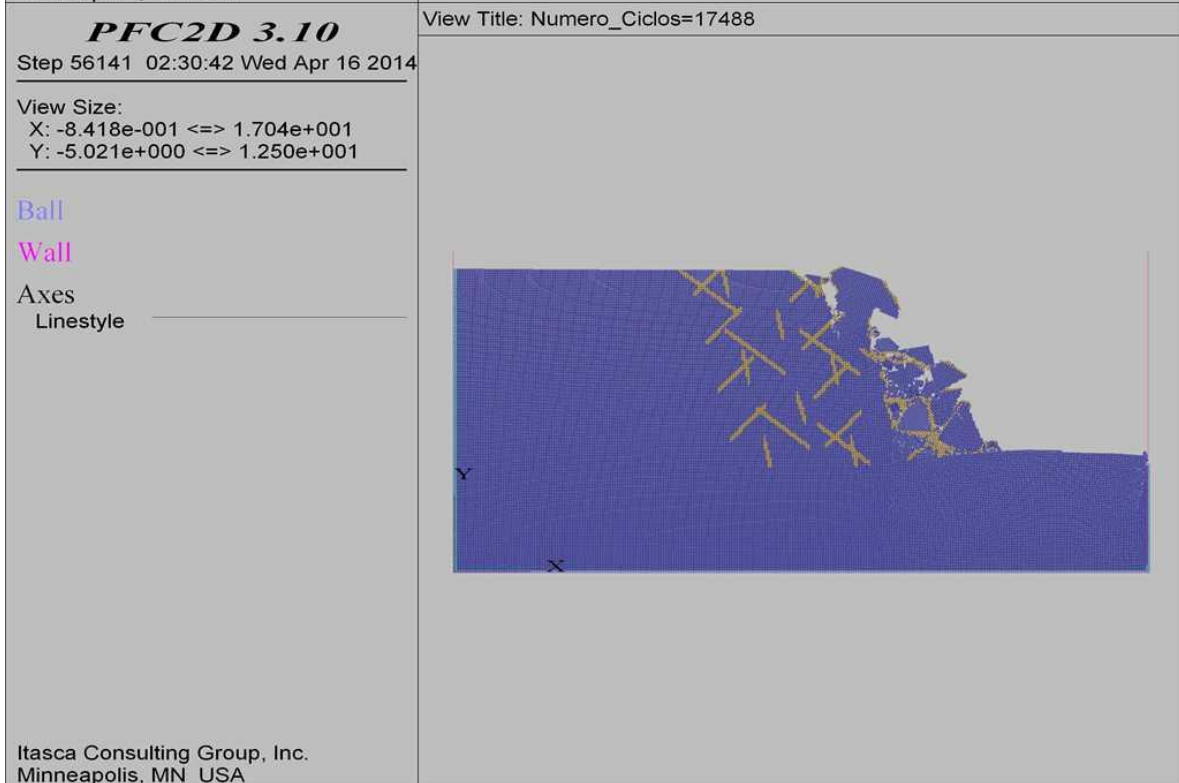 PFC2D 3.10
Step 56141 02:30:42 Wed Apr 16 2014
View Size:
X: -8.418e-001 <=> 1.704e+001
Y: -5.021e+000 <=> 1.250e+001
Ball
Wall
Axes
Linestyle
Itasca Consulting Group, Inc.
Minneapolis, MN USA
View Title: Numero_Ciclos=17488
Y
X